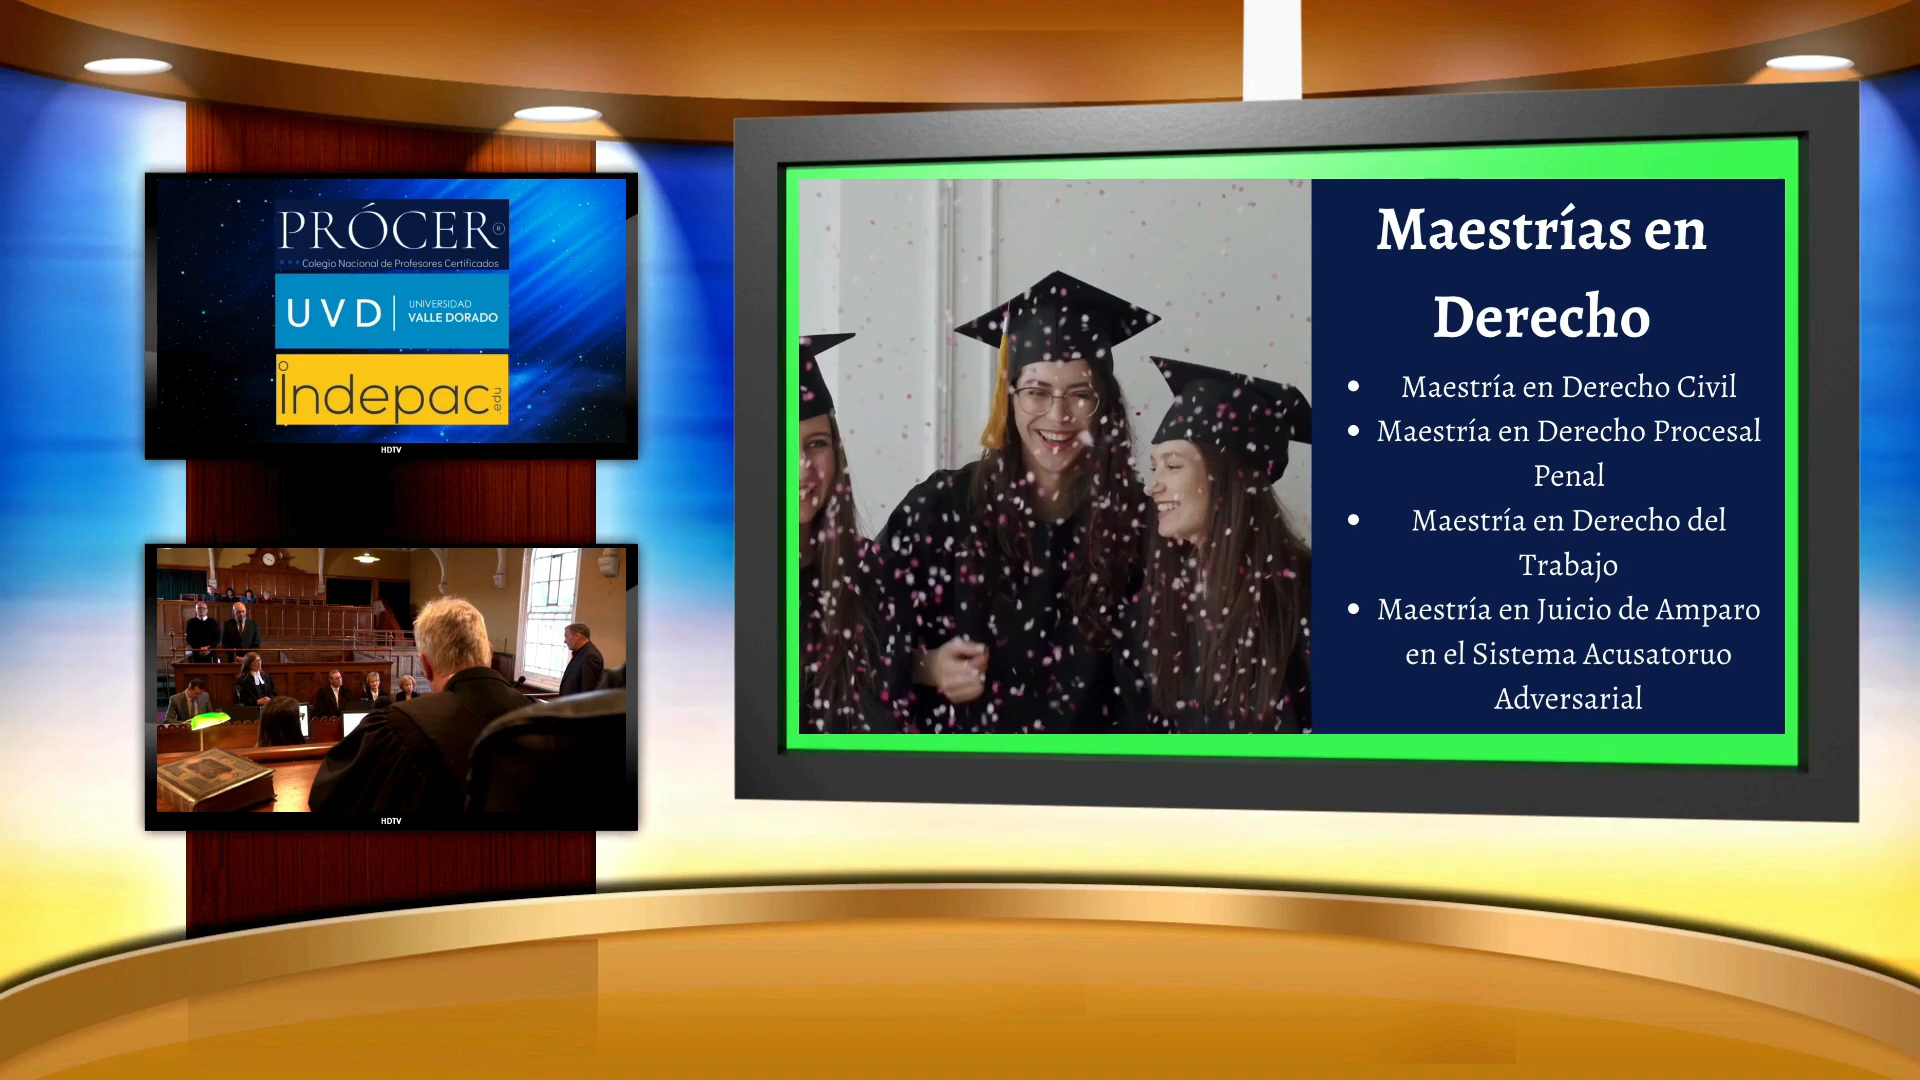 PRÓCER®
Colegio Nacional de Profesores Certificados
UVD | UNIVERSIDAD
VALLE DORADO
indepac.edu
HDTV
HDTV
Maestrías en
Derecho
• Maestría en Derecho Civil
• Maestría en Derecho Procesal
Penal
• Maestría en Derecho del
Trabajo
• Maestría en Juicio de Amparo
en el Sistema Acusatoruo
Adversarial